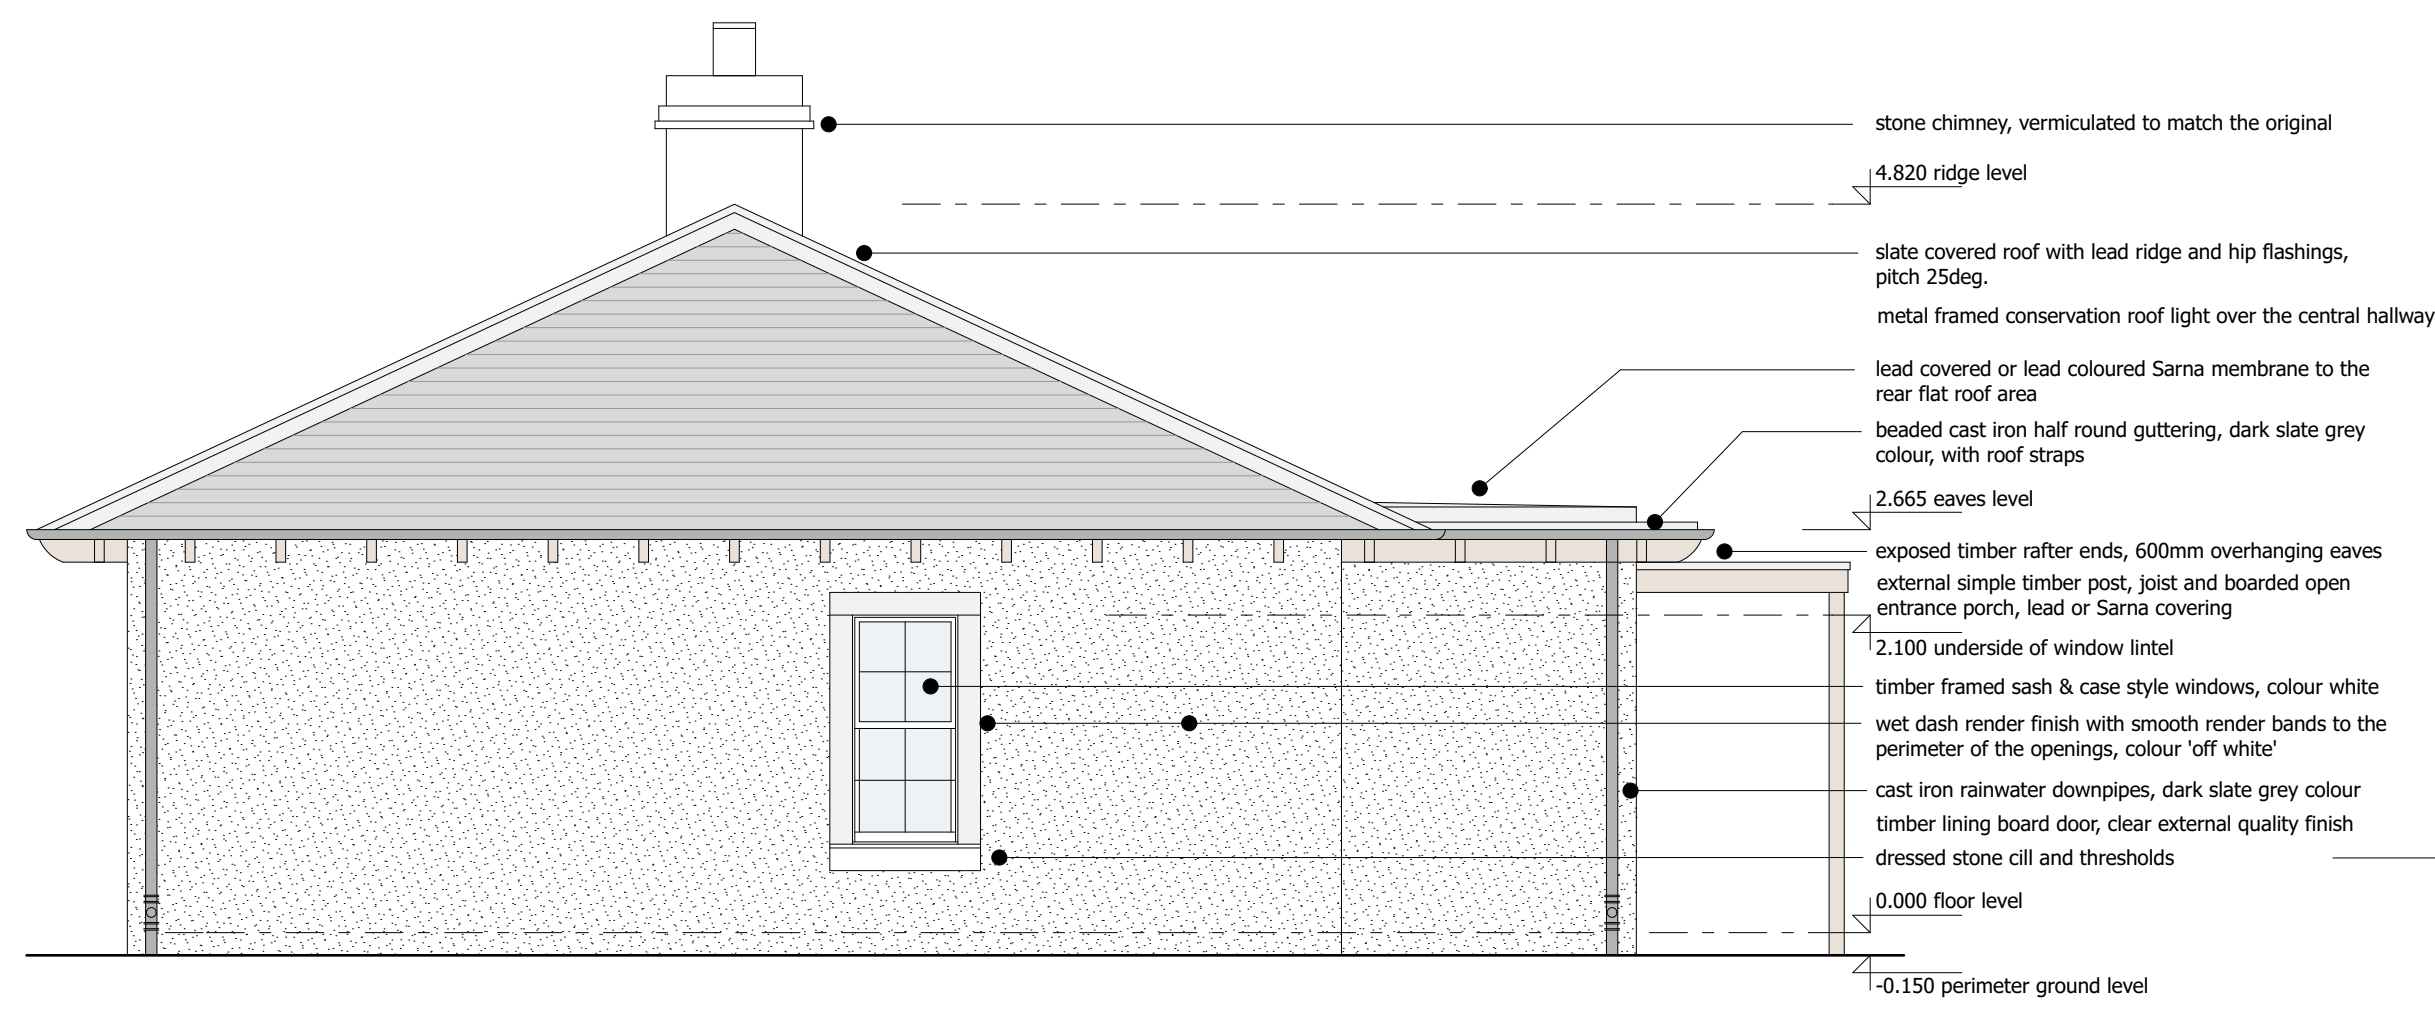 stone chimney, vermiculated to match the original
4.820 ridge level
slate covered roof with lead ridge and hip flashings,
pitch 25deg.
metal framed conservation roof light over the central hallway
lead covered or lead coloured Sarna membrane to the
rear flat roof area
beaded cast iron half round guttering, dark slate grey
colour, with roof straps
2.665 eaves level
exposed timber rafter ends, 600mm overhanging eaves
external simple timber post, joist and boarded open
entrance porch, lead or Sarna covering
2.100 underside of window lintel
timber framed sash & case style windows, colour white
wet dash render finish with smooth render bands to the
perimeter of the openings, colour 'off white'
cast iron rainwater downpipes, dark slate grey colour
timber lining board door, clear external quality finish
dressed stone cill and thresholds
0.000 floor level
-0.150 perimeter ground level